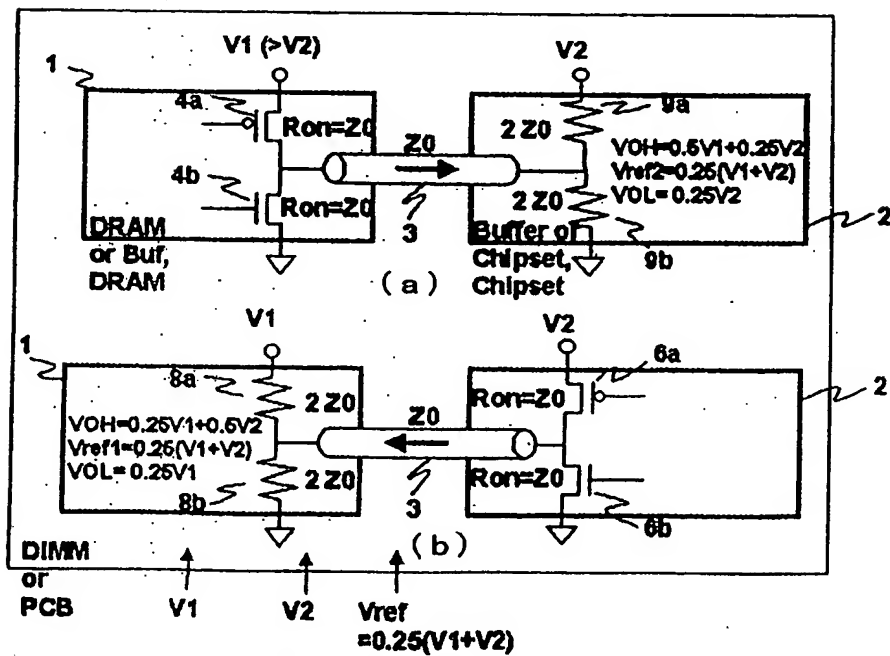 V1 (>V2)
V2
1
4a
Ron=Z0
Z0
9a
2 Z0
VOH=0.5V1+0.25V2
Vref2=0.25(V1+V2)
VOL= 0.25V2
4b
Ron=Z0
2 Z0
3
2
DRAM
or Buf,
DRAM
Buffer of
Chipset,
Chipset
9b
(a)
V1
V2
1
8a
6a
2 Z0
Z0
Ron=Z0
2
VOH=0.25V1+0.5V2
Vref1=0.25(V1+V2)
VOL= 0.25V1
8b
2 Z0
3
Ron=Z0
6b
(b)
DIMM
or
PCB
V1
V2
Vref
=0.25(V1+V2)